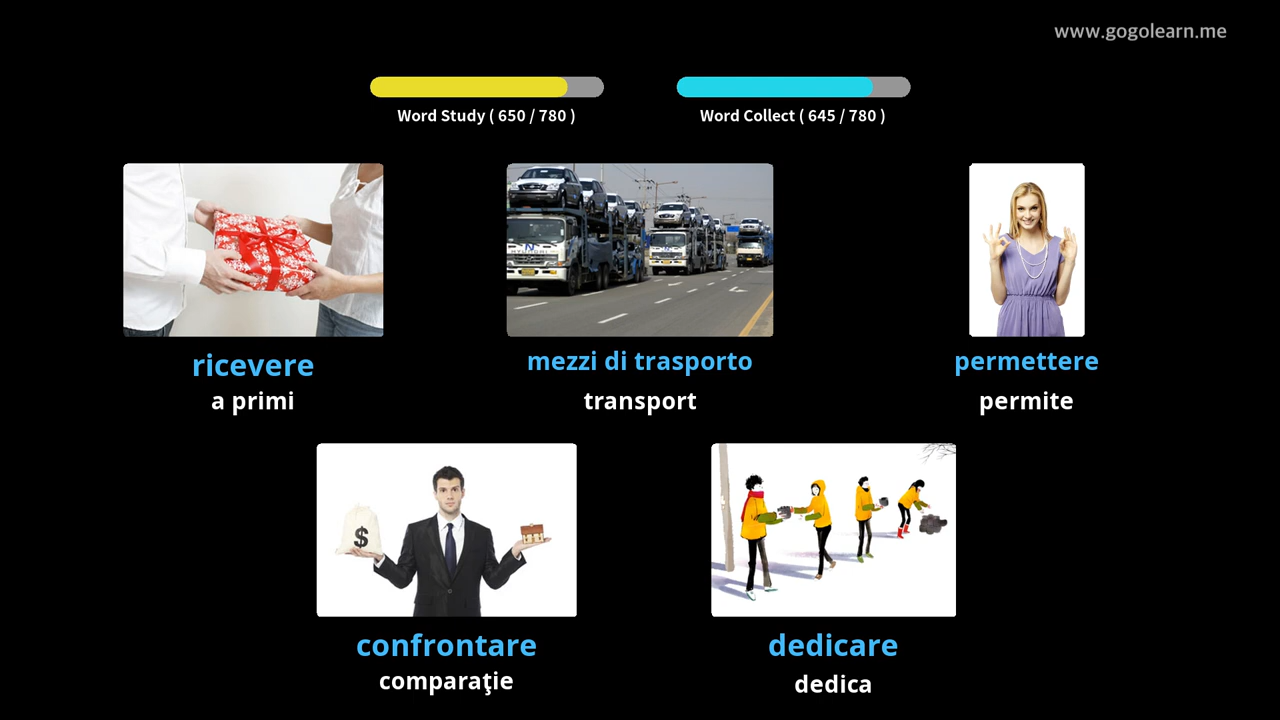 www.gogolearn.me
Word Study ( 650 / 780 )
Word Collect ( 645 / 780 )
ricevere
a primi
mezzi di trasporto
transport
permettere
permite
confrontare
comparaţie
dedicare
dedica
$